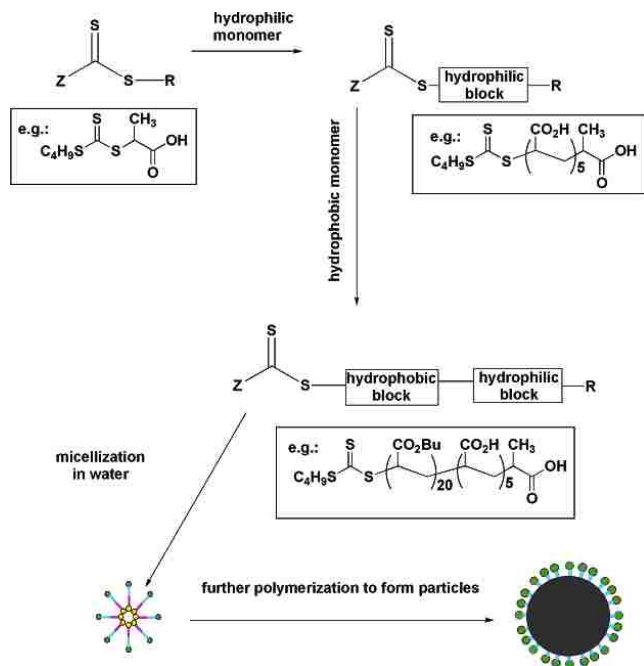 hydrophilic
monomer
S
Z
S—R
e.g.:
S
CH₃
C₄H₉S
S
OH
O
S
Z
S
hydrophilic
block
R
e.g.:
S
CO₂H
CH₃
C₄H₉S
S
5
OH
O
hydrophobic monomer
S
Z
S
hydrophobic
block
hydrophilic
block
R
e.g.:
S
CO₂Bu
CO₂H
CH₃
C₄H₉S
S
20
5
OH
O
micellization
in water
further polymerization to form particles